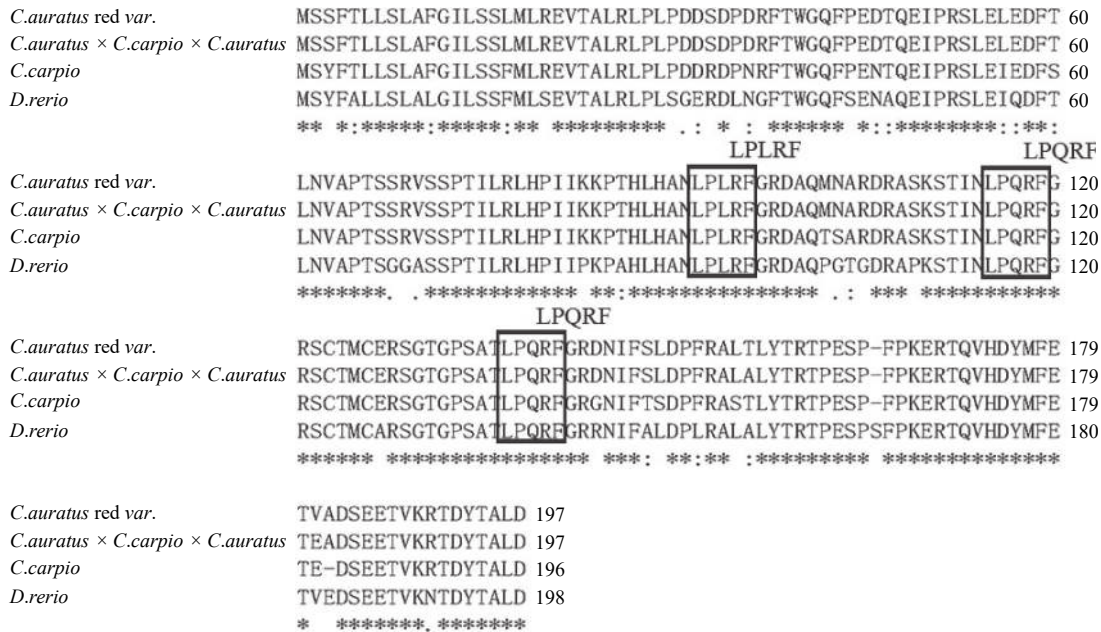 C.auratus red var. MSSFTLLSLAFGILSSLMLREVTALRLPLPDDSDPDRFTWGQFPEDTQEIPRSLELEDFT 60
C.auratus × C.carpio × C.auratus MSSFTLLSLAFGILSSLMLREVTALRLPLPDDSDPDRFTWGQFPEDTQEIPRSLELEDFT 60
C.carpio MSYFTLLSLAFGILSSFMLREVTALRLPLPDDRDPNRFTWGQFPENTQEIPRSLEIEDFS 60
D.rerio MSYFALLSLALGILSSFMLSEVTALRLPLSGERDLNGFTWGQFSENAQEIPRSLEIQDFT 60
** *:*****:*****:** ********* .: * : ****** *::********::**:
LPLRF LPQRF
C.auratus red var. LNVAPTSSRVSSPTILRLHPIIKKPTHLHANLPLRFGRDAQMNARDRASKSTINLPQRFG 120
C.auratus × C.carpio × C.auratus LNVAPTSSRVSSPTILRLHPIIKKPTHLHANLPLRFGRDAQMNARDRASKSTINLPQRFG 120
C.carpio LNVAPTSSRVSSPTILRLHPIIKKPTHLHANLPLRFGRDAQTSARDRASKSTINLPQRFG 120
D.rerio LNVAPTSGGASSPTILRLHPIIPKPAHLHANLPLRFGRDAQPGTGDRAPKSTINLPQRFG 120
*******. .************ **:*************** .: *** ***********
LPQRF
C.auratus red var. RSCTMCERSGTGPSATLPQRFGRDNIFSLDPFRALTLYTRTPESP-FPKERTQVHDYMFE 179
C.auratus × C.carpio × C.auratus RSCTMCERSGTGPSATLPQRFGRDNIFSLDPFRALALYTRTPESP-FPKERTQVHDYMFE 179
C.carpio RSCTMCERSGTGPSATLPQRFGRGNIFTSDPFRASTLYTRTPESP-FPKERTQVHDYMFE 179
D.rerio RSCTMCARSGTGPSATLPQRFGRRNIFALDPLRALALYTRTPESPSFPKERTQVHDYMFE 180
****** **************** ***: **:** :********* **************
C.auratus red var. TVADSEETVKRTDYTALD 197
C.auratus × C.carpio × C.auratus TEADSEETVKRTDYTALD 197
C.carpio TE-DSEETVKRTDYTALD 196
D.rerio TVEDSEETVKNTDYTALD 198
* *******.*******